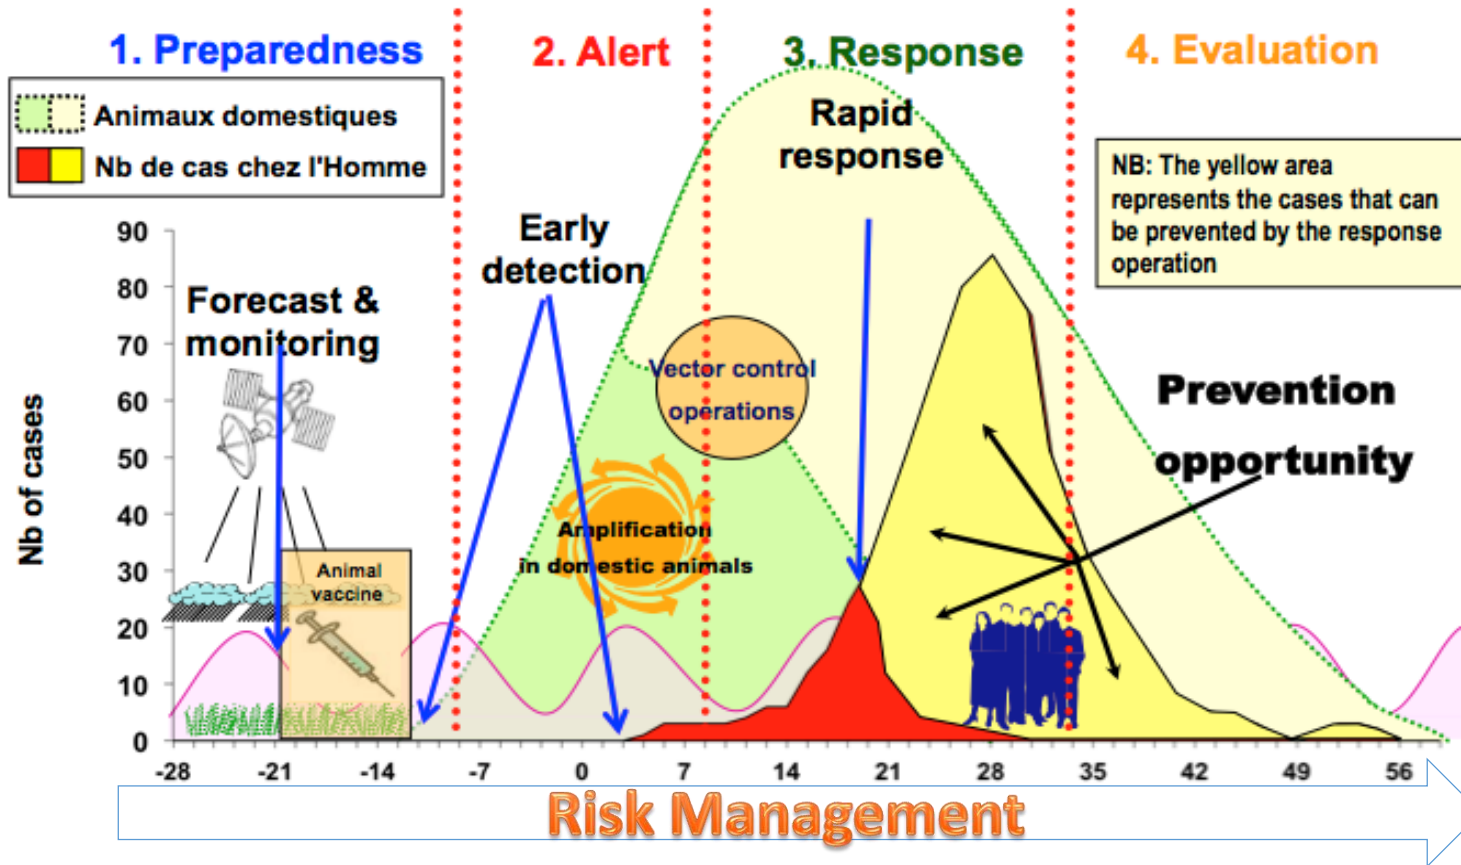 1. Preparedness
2. Alert
3. Response
4. Evaluation
Animaux domestiques
Nb de cas chez l'Homme
Rapid
response
NB: The yellow area
represents the cases that can
be prevented by the response
operation
Early
detection
Forecast &
monitoring
Vector control
operations
Prevention
opportunity
Amplification
in domestic animals
Animal
vaccine
Nb of cases
90
80
70
60
50
40
30
20
10
0
-28 -21 -14 -7 0 7 14 21 28 35 42 49 56
Risk Management